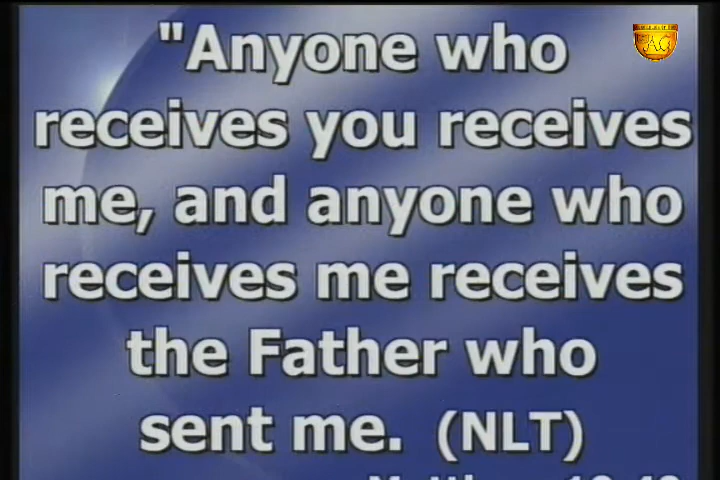 "Anyone who
receives you receives
me, and anyone who
receives me receives
the Father who
sent me. (NLT)